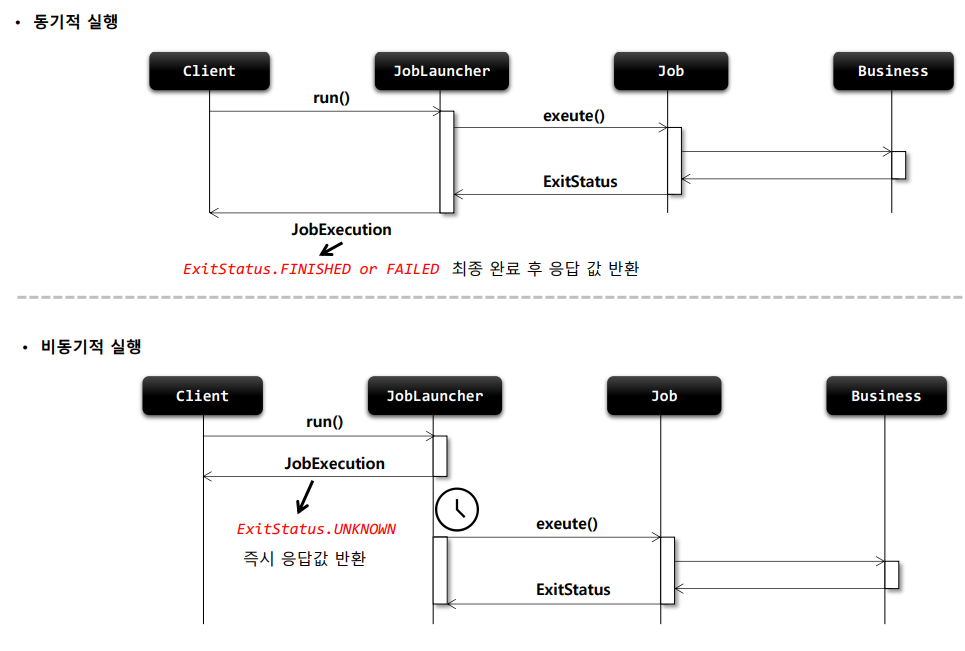 • 동기적 실행
Client JobLauncher Job Business
run()
exeute()
ExitStatus
JobExecution
ExitStatus.FINISHED or FAILED 최종 완료 후 응답 값 반환
• 비동기적 실행
Client JobLauncher Job Business
run()
JobExecution
ExitStatus.UNKNOWN
즉시 응답값 반환
exeute()
ExitStatus